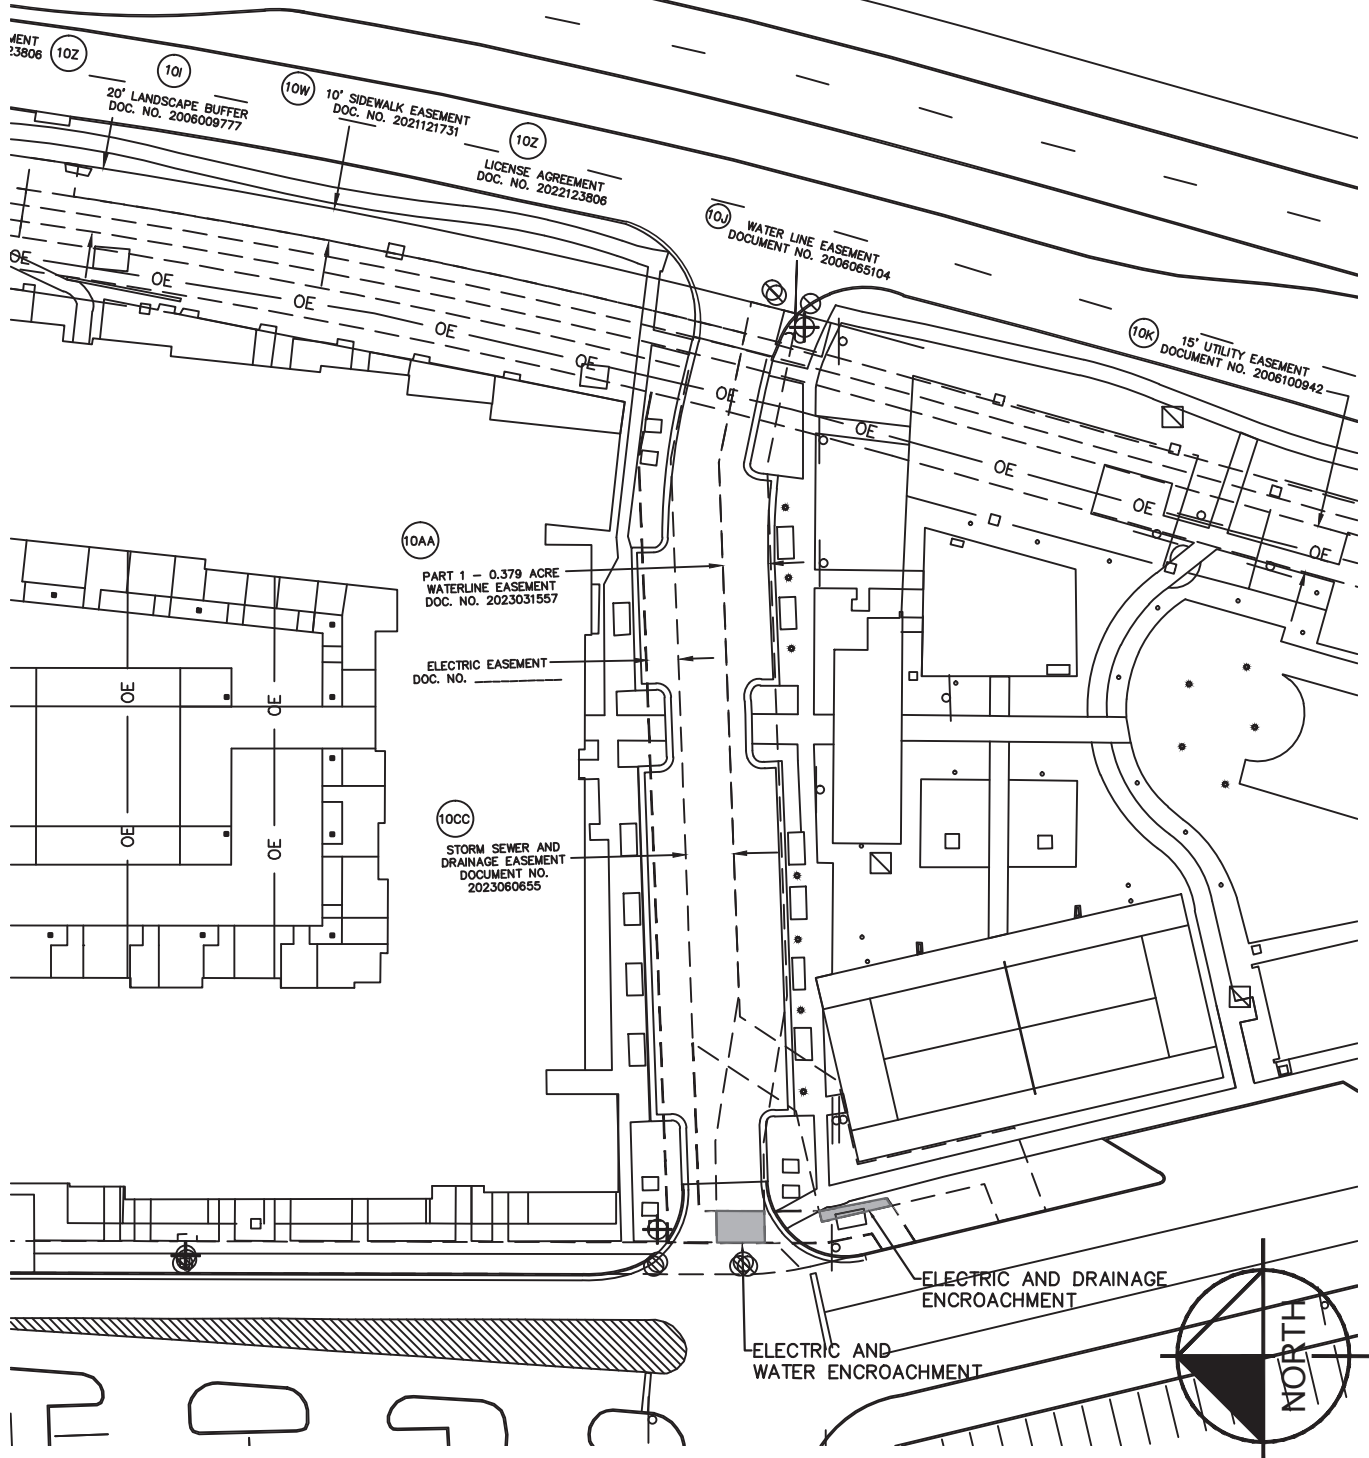 MENT
23806
10Z
10I
20' LANDSCAPE BUFFER
DOC. NO. 2006009777
10W
10' SIDEWALK EASEMENT
DOC. NO. 2021121731
10Z
LICENSE AGREEMENT
DOC. NO. 2022123806
10J
WATER LINE EASEMENT
DOCUMENT NO. 2006065104
10K
15' UTILITY EASEMENT
DOCUMENT NO. 2006100942
OE
OE
OE
OE
OE
OE
OE
OE
OE
OE
10AA
PART 1 – 0.379 ACRE
WATERLINE EASEMENT
DOC. NO. 2023031557
ELECTRIC EASEMENT
DOC. NO. ____________
OE
OE
10CC
STORM SEWER AND
DRAINAGE EASEMENT
DOCUMENT NO.
2023060655
OE
OE
ELECTRIC AND DRAINAGE
ENCROACHMENT
ELECTRIC AND
WATER ENCROACHMENT
NORTH